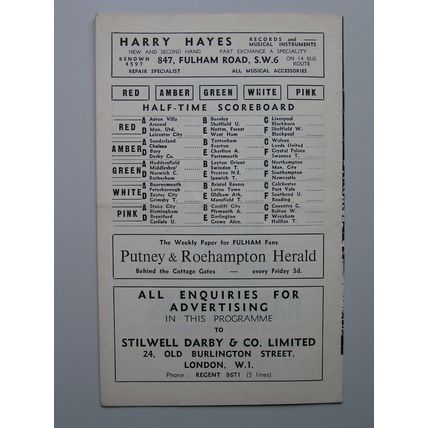 HARRY HAYES RECORDS and MUSICAL INSTRUMENTS
NEW AND SECOND HAND PART EXCHANGE A SPECIALITY
RENOWN 4597 847, FULHAM ROAD, S.W.6 ON 14 BUS ROUTE
REPAIR SPECIALIST ALL MUSICAL ACCESSORIES
RED AMBER GREEN WHITE PINK
HALF-TIME SCOREBOARD
RED A Aston Villa B Burnley C Liverpool
Arsenal Sheffield U. Blackburn
D Man. Utd. E Nottm. Forest F Sheffield W.
Leicester City West Ham Blackpool
AMBER A Sunderland B Tottenham C Wolves
Chelsea Everton Leeds United
D Bury E Charlton A. F Crystal Palace
Derby Co. Portsmouth Swansea T.
GREEN A Huddersfield B C Northampton
Middlesbro' Swindon T. Man. City
D Norwich C. E Preston N.E. F Southampton
Rotherham Ipswich T. Newcastle
WHITE A Bournemouth B Bristol Rovers C Colchester
Peterborough Luton Town Port Vale
D Exeter City E Oldham Ath. F Southend U.
Grimsby T. Mansfield T. Reading
PINK A Stoke City B Cardiff City C Coventry C.
Birmingham Plymouth A. Bolton W.
D Brentford E Darlington F Wrexham
Carlisle U. Crewe Alex. Halifax T.
The Weekly Paper for FULHAM Fans
Putney & Roehampton Herald
Behind the Cottage Gates — every Friday 3d.
ALL ENQUIRIES FOR
ADVERTISING
IN THIS PROGRAMME
TO
STILWELL DARBY & CO. LIMITED
24, OLD BURLINGTON STREET,
LONDON, W.1.
Phone: REGENT 8671 (5 lines)